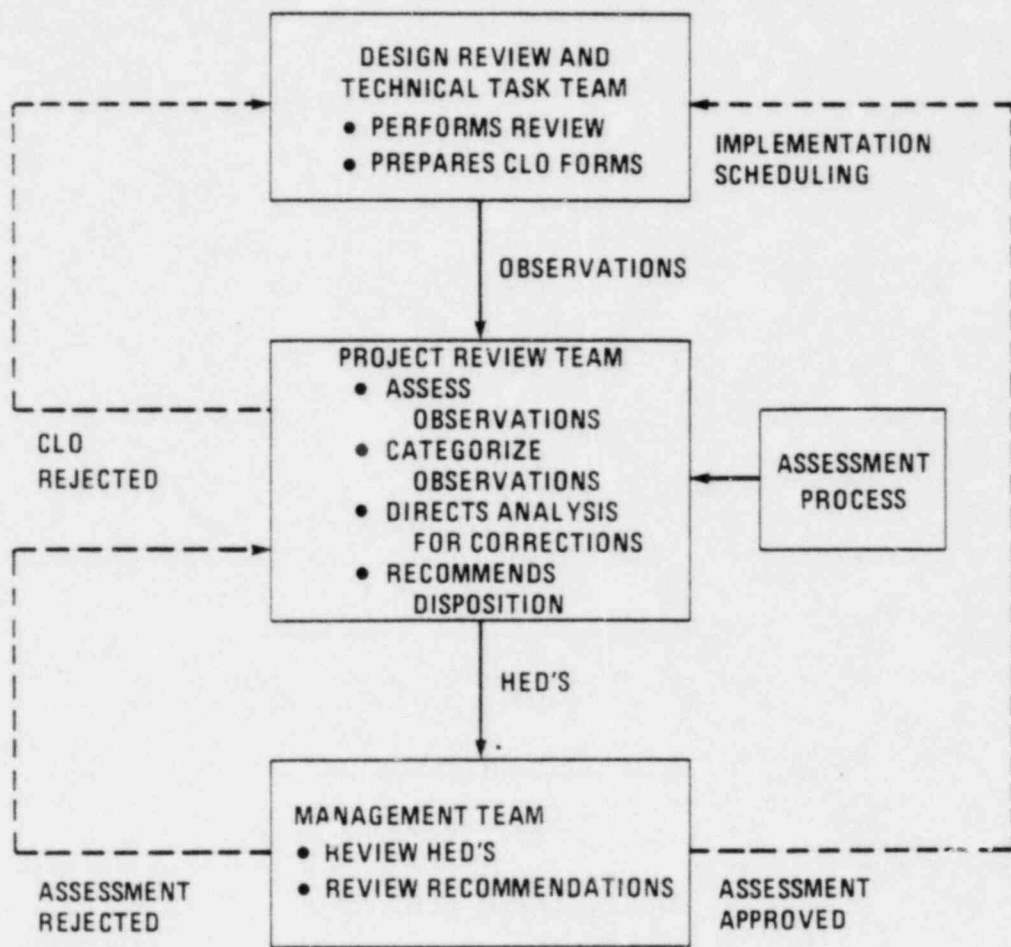 DESIGN REVIEW AND
TECHNICAL TASK TEAM
• PERFORMS REVIEW
• PREPARES CLO FORMS
IMPLEMENTATION
SCHEDULING
OBSERVATIONS
PROJECT REVIEW TEAM
• ASSESS
OBSERVATIONS
• CATEGORIZE
OBSERVATIONS
• DIRECTS ANALYSIS
FOR CORRECTIONS
• RECOMMENDS
DISPOSITION
CLO
REJECTED
ASSESSMENT
PROCESS
HED'S
MANAGEMENT TEAM
• REVIEW HED'S
• REVIEW RECOMMENDATIONS
ASSESSMENT
REJECTED
ASSESSMENT
APPROVED